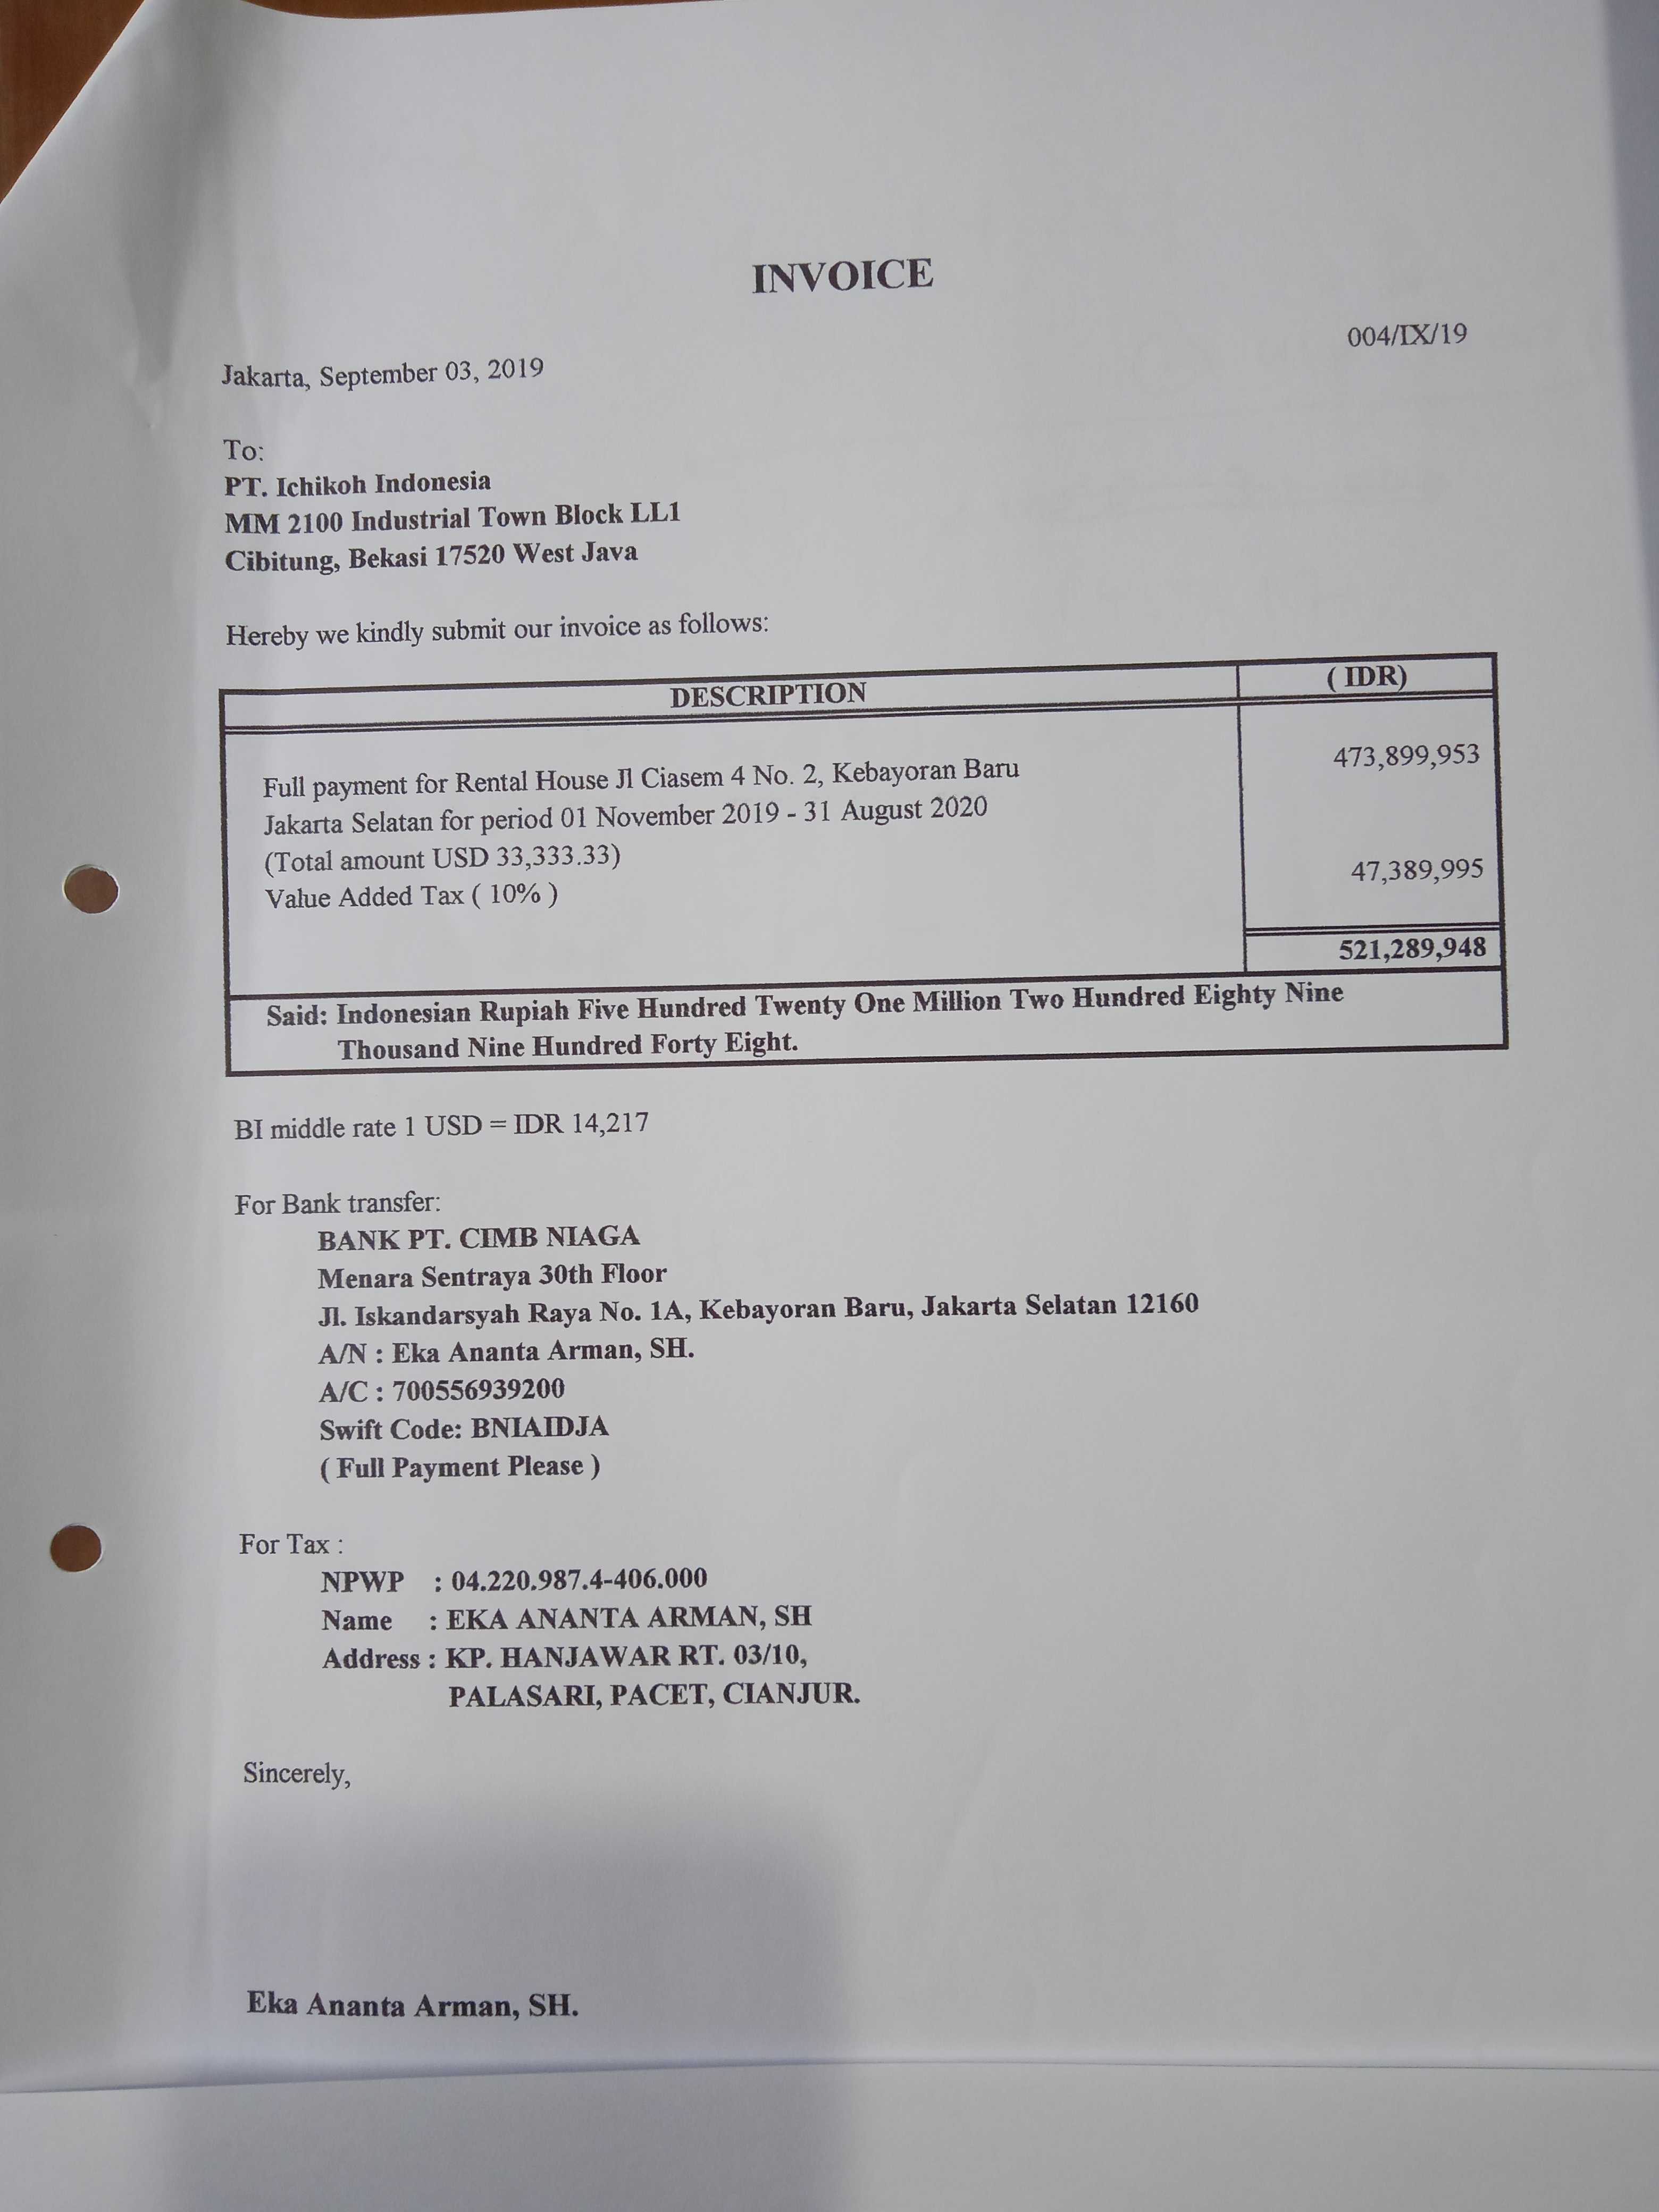 INVOICE
004/IX/19
Jakarta, September 03, 2019
To:
PT. Ichikoh Indonesia
MM 2100 Industrial Town Block LL1
Cibitung, Bekasi 17520 West Java
Hereby we kindly submit our invoice as follows:
DESCRIPTION ( IDR)
Full payment for Rental House Jl Ciasem 4 No. 2, Kebayoran Baru 473,899,953
Jakarta Selatan for period 01 November 2019 - 31 August 2020
(Total amount USD 33,333.33)
Value Added Tax ( 10% ) 47,389,995
521,289,948
Said: Indonesian Rupiah Five Hundred Twenty One Million Two Hundred Eighty Nine
Thousand Nine Hundred Forty Eight.
BI middle rate 1 USD = IDR 14,217
For Bank transfer:
BANK PT. CIMB NIAGA
Menara Sentraya 30th Floor
Jl. Iskandarsyah Raya No. 1A, Kebayoran Baru, Jakarta Selatan 12160
A/N : Eka Ananta Arman, SH.
A/C : 700556939200
Swift Code: BNIAIDJA
( Full Payment Please )
For Tax :
NPWP : 04.220.987.4-406.000
Name : EKA ANANTA ARMAN, SH
Address : KP. HANJAWAR RT. 03/10,
PALASARI, PACET, CIANJUR.
Sincerely,
Eka Ananta Arman, SH.